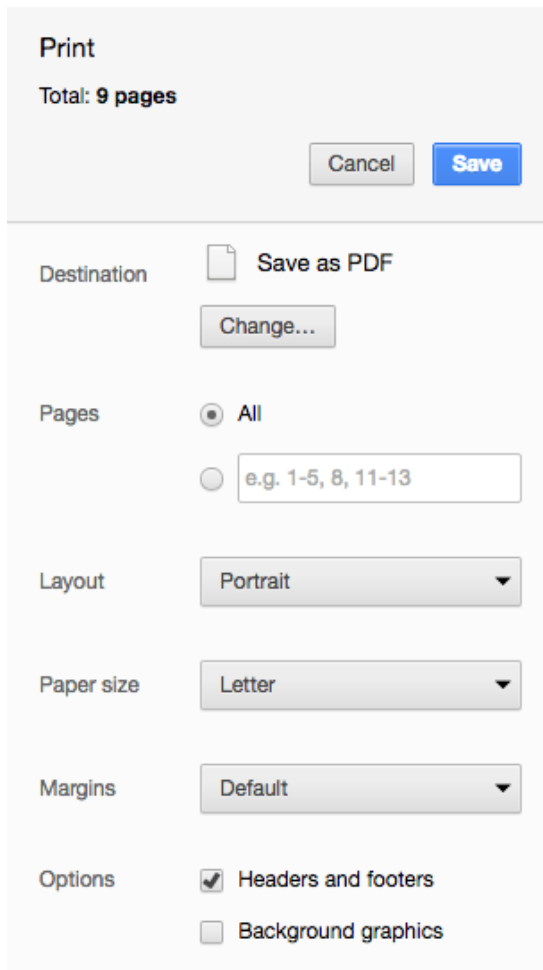 Print
Total: 9 pages
Cancel Save
Destination Save as PDF
Change...
Pages All
e.g. 1-5, 8, 11-13
Layout Portrait
Paper size Letter
Margins Default
Options Headers and footers
Background graphics